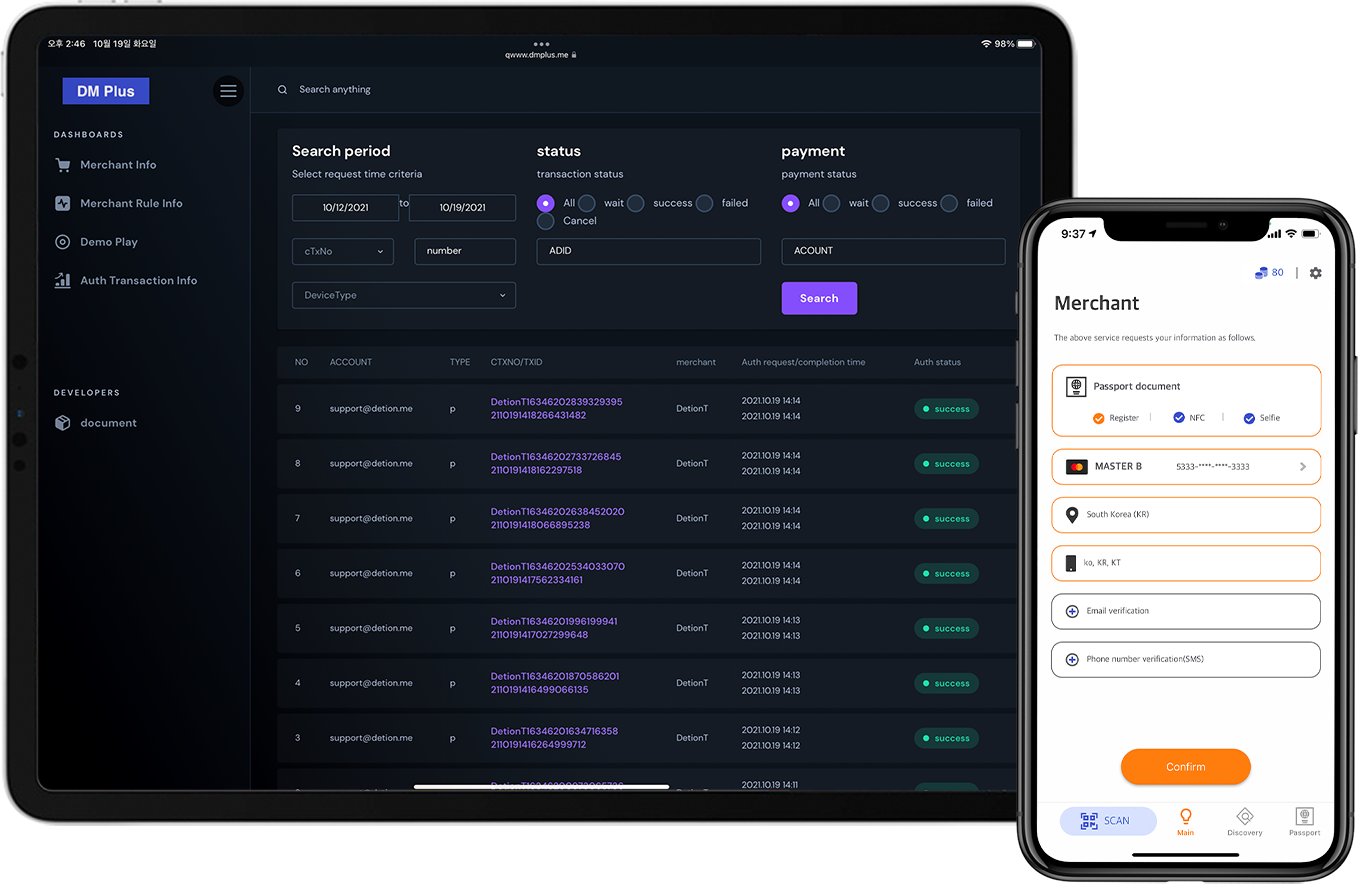 오후 2:46 10월 19일 화요일
qwww.dmplus.me
98%
DM Plus
Search anything
DASHBOARDS
Merchant Info
Merchant Rule Info
Demo Play
Auth Transaction Info
DEVELOPERS
document
Search period
Select request time criteria
10/12/2021 to 10/19/2021
cTxNo
number
DeviceType
status
transaction status
All wait success failed
Cancel
ADID
payment
payment status
All wait success failed
ACOUNT
Search
NO ACCOUNT TYPE CTXNO/TXID merchant Auth request/completion time Auth status
9 support@detion.me p DetionT16346202839329395 DetionT 2021.10.19 14:14 success
2110191418266431482 2021.10.19 14:14
8 support@detion.me p DetionT16346202733726845 DetionT 2021.10.19 14:14 success
2110191418162297518 2021.10.19 14:14
7 support@detion.me p DetionT16346202638452020 DetionT 2021.10.19 14:14 success
2110191418066895238 2021.10.19 14:14
6 support@detion.me p DetionT16346202534033070 DetionT 2021.10.19 14:14 success
2110191417562334161 2021.10.19 14:14
5 support@detion.me p DetionT16346201996199941 DetionT 2021.10.19 14:13 success
2110191417027299648 2021.10.19 14:13
4 support@detion.me p DetionT16346201870586201 DetionT 2021.10.19 14:13 success
2110191416499066135 2021.10.19 14:13
3 support@detion.me p DetionT16346201634716358 DetionT 2021.10.19 14:12 success
2110191416264999712 2021.10.19 14:12
2021.10.19 14:11
9:37
80
Merchant
The above service requests your information as follows.
Passport document
Register NFC Selfie
MASTER B 5333-****-****-3333
South Korea (KR)
ko, KR, KT
Email verification
Phone number verification(SMS)
Confirm
SCAN
Main
Discovery
Passport